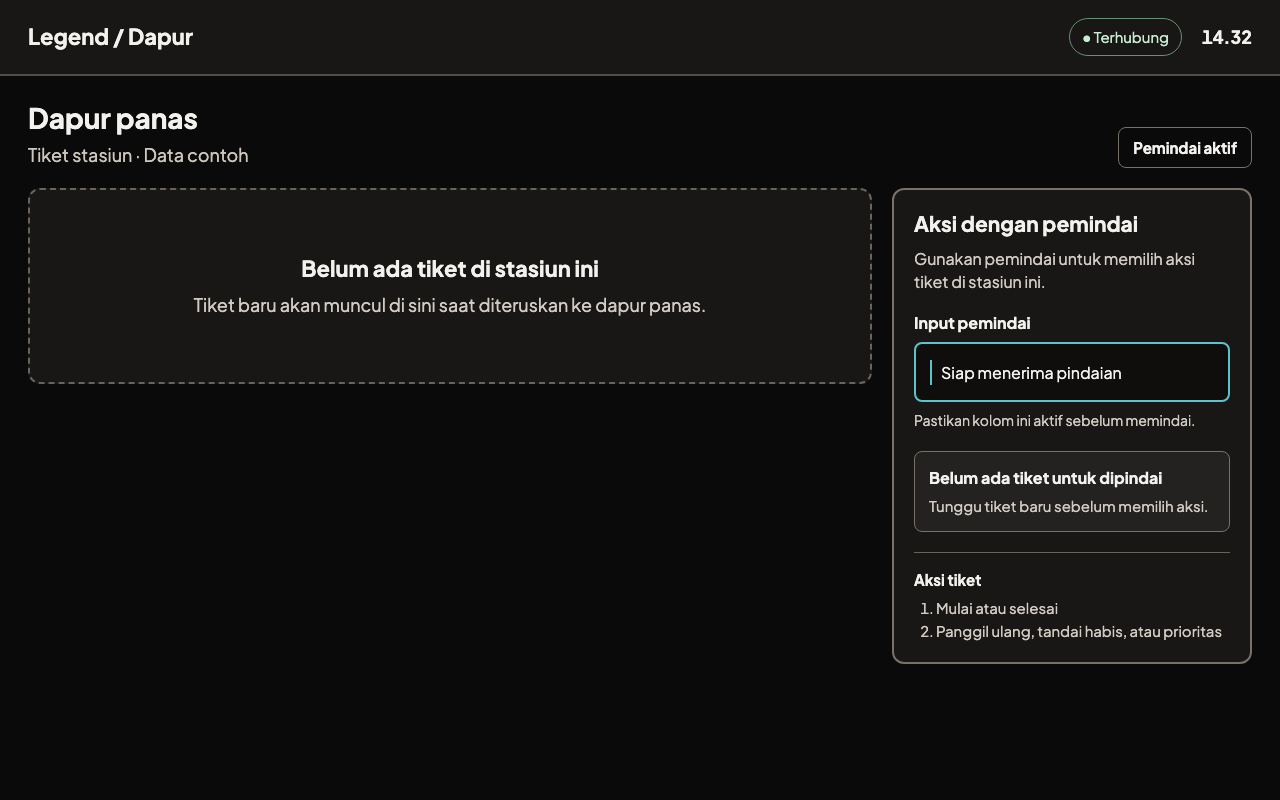 Legend / Dapur
● Terhubung
14.32
Dapur panas
Tiket stasiun · Data contoh
Pemindai aktif
Belum ada tiket di stasiun ini
Tiket baru akan muncul di sini saat diteruskan ke dapur panas.
Aksi dengan pemindai
Gunakan pemindai untuk memilih aksi
tiket di stasiun ini.
Input pemindai
Siap menerima pindaian
Pastikan kolom ini aktif sebelum memindai.
Belum ada tiket untuk dipindai
Tunggu tiket baru sebelum memilih aksi.
Aksi tiket
1. Mulai atau selesai
2. Panggil ulang, tandai habis, atau prioritas